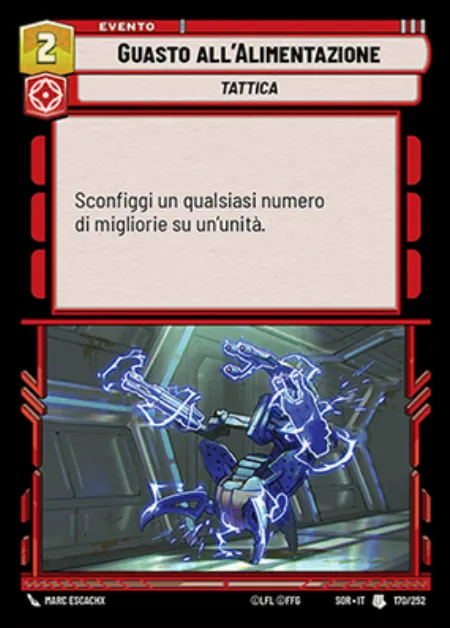 EVENTO
2
GUASTO ALL'ALIMENTAZIONE
TATTICA
Sconfiggi un qualsiasi numero
di migliorie su un'unità.
MARC ESCACHX
©LFL ©FFG
SOR • IT
170/252